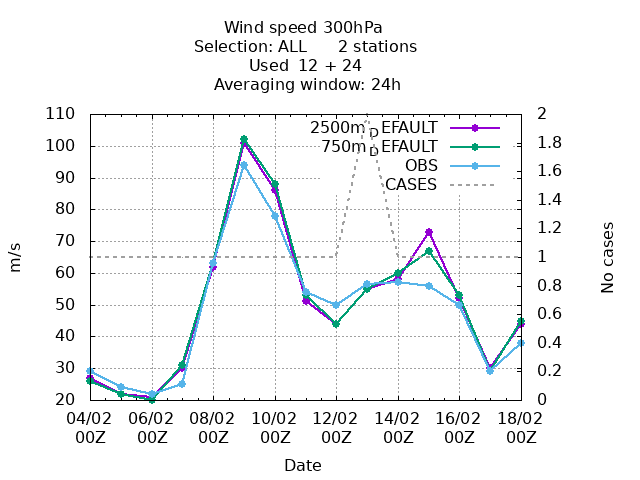 Wind speed 300hPa
Selection: ALL 2 stations
Used 12 + 24
Averaging window: 24h
110
100
90
80
70
60
50
40
30
20
2
1.8
1.6
1.4
1.2
1
0.8
0.6
0.4
0.2
0
m/s
No cases
2500m_DEFAULT
750m_DEFAULT
OBS
CASES
04/02 06/02 08/02 10/02 12/02 14/02 16/02 18/02
00Z 00Z 00Z 00Z 00Z 00Z 00Z 00Z
Date